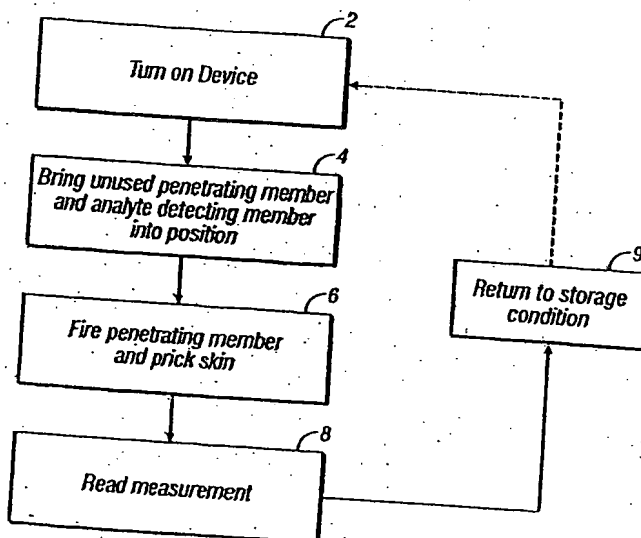 2
Turn on Device
4
Bring unused penetrating member
and analyte detecting member
into position
6
Fire penetrating member
and prick skin
8
Read measurement
9
Return to storage
condition